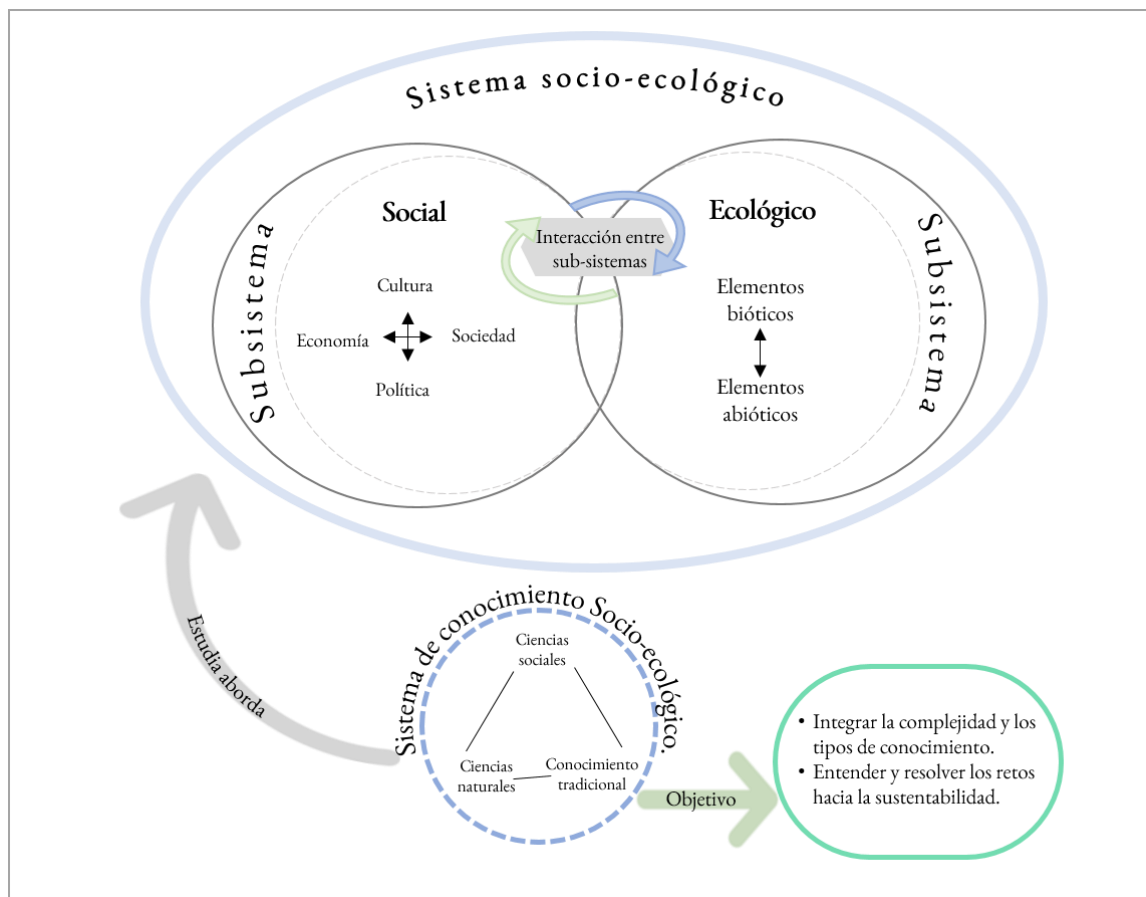 Sistema socio-ecológico
Subsistema
Social
Cultura
Economía
Sociedad
Política
Interacción entre
sub-sistemas
Ecológico
Elementos
bióticos
Elementos
abióticos
Subsistema
Estudia aborda
Sistema de conocimiento Socio-ecológico.
Ciencias
sociales
Ciencias
naturales
Conocimiento
tradicional
Objetivo
• Integrar la complejidad y los
tipos de conocimiento.
• Entender y resolver los retos
hacia la sustentabilidad.